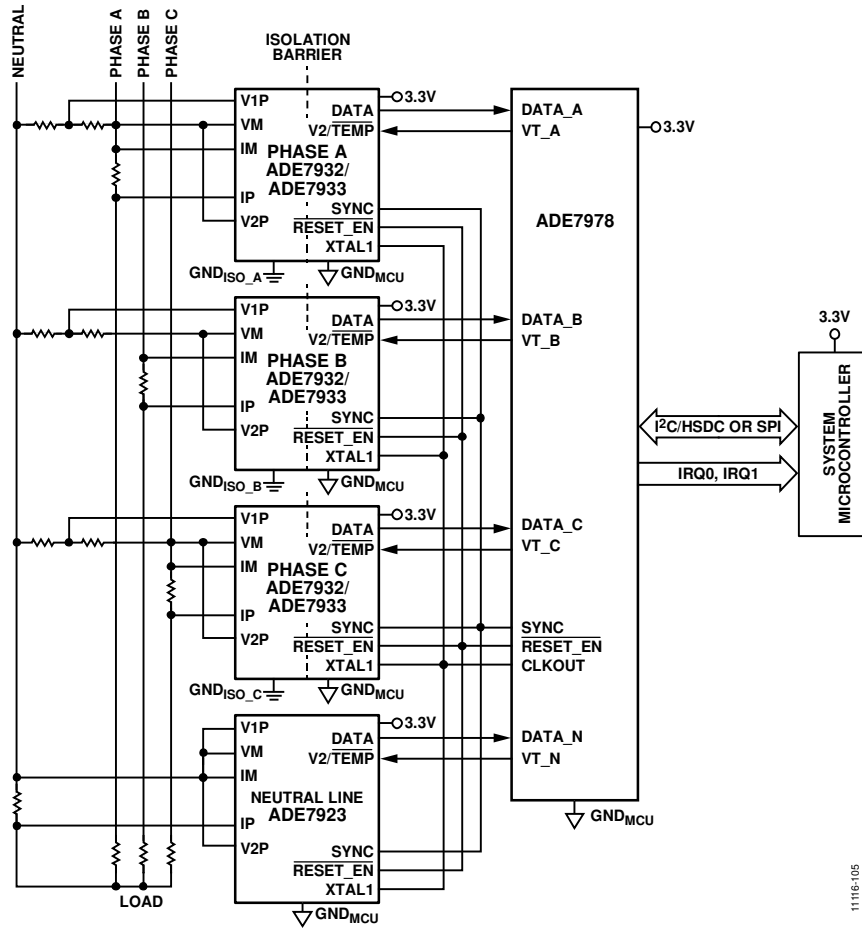 NEUTRAL
PHASE A
PHASE B
PHASE C
ISOLATION
BARRIER
V1P
VM
IM
IP
V2P
3.3V
DATA
V2/TEMP
PHASE A
ADE7932/
ADE7933
SYNC
RESET_EN
XTAL1
GNDISO_A
GNDMCU
V1P
VM
IM
IP
V2P
3.3V
DATA
V2/TEMP
PHASE B
ADE7932/
ADE7933
SYNC
RESET_EN
XTAL1
GNDISO_B
GNDMCU
V1P
VM
IM
IP
V2P
3.3V
DATA
V2/TEMP
PHASE C
ADE7932/
ADE7933
SYNC
RESET_EN
XTAL1
GNDISO_C
GNDMCU
V1P
VM
IM
IP
V2P
3.3V
DATA
V2/TEMP
NEUTRAL LINE
ADE7923
SYNC
RESET_EN
XTAL1
GNDMCU
LOAD
DATA_A
VT_A
3.3V
ADE7978
DATA_B
VT_B
DATA_C
VT_C
SYNC
RESET_EN
CLKOUT
DATA_N
VT_N
GNDMCU
I2C/HSDC OR SPI
IRQ0, IRQ1
3.3V
SYSTEM
MICROCONTROLLER
11116-105